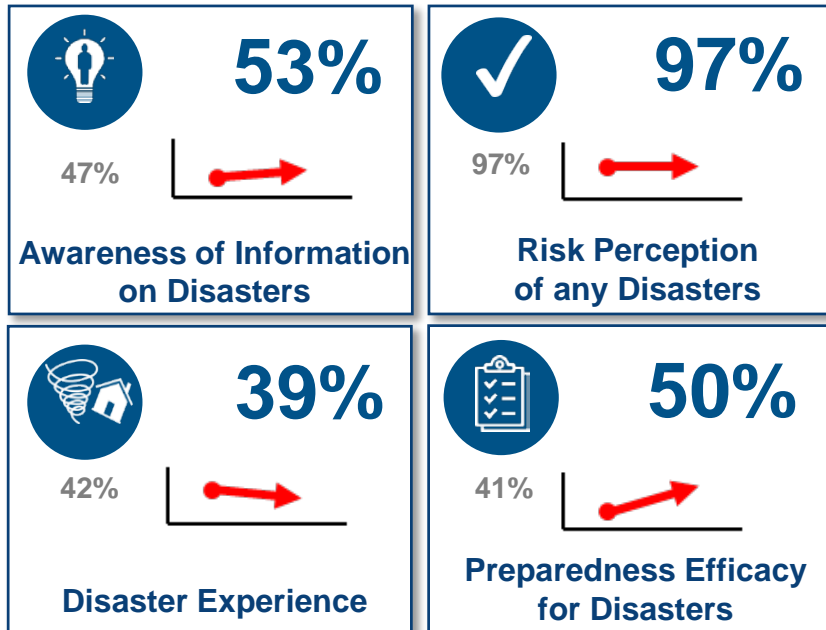 53%
47%
Awareness of Information
on Disasters
97%
97%
Risk Perception
of any Disasters
39%
42%
Disaster Experience
50%
41%
Preparedness Efficacy
for Disasters